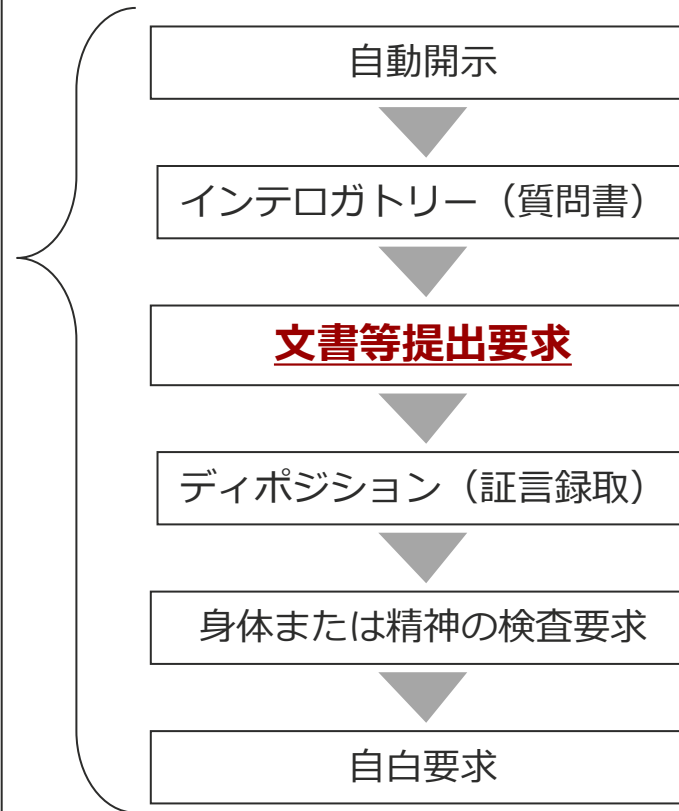 自動開示
インテロガトリー（質問書）
文書等提出要求
ディポジション（証言録取）
身体または精神の検査要求
自白要求